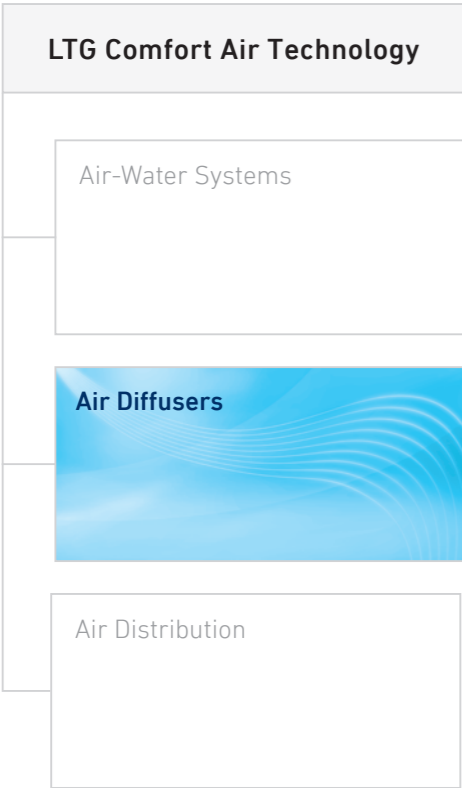 LTG Comfort Air Technology
Air-Water Systems
Air Diffusers
Air Distribution